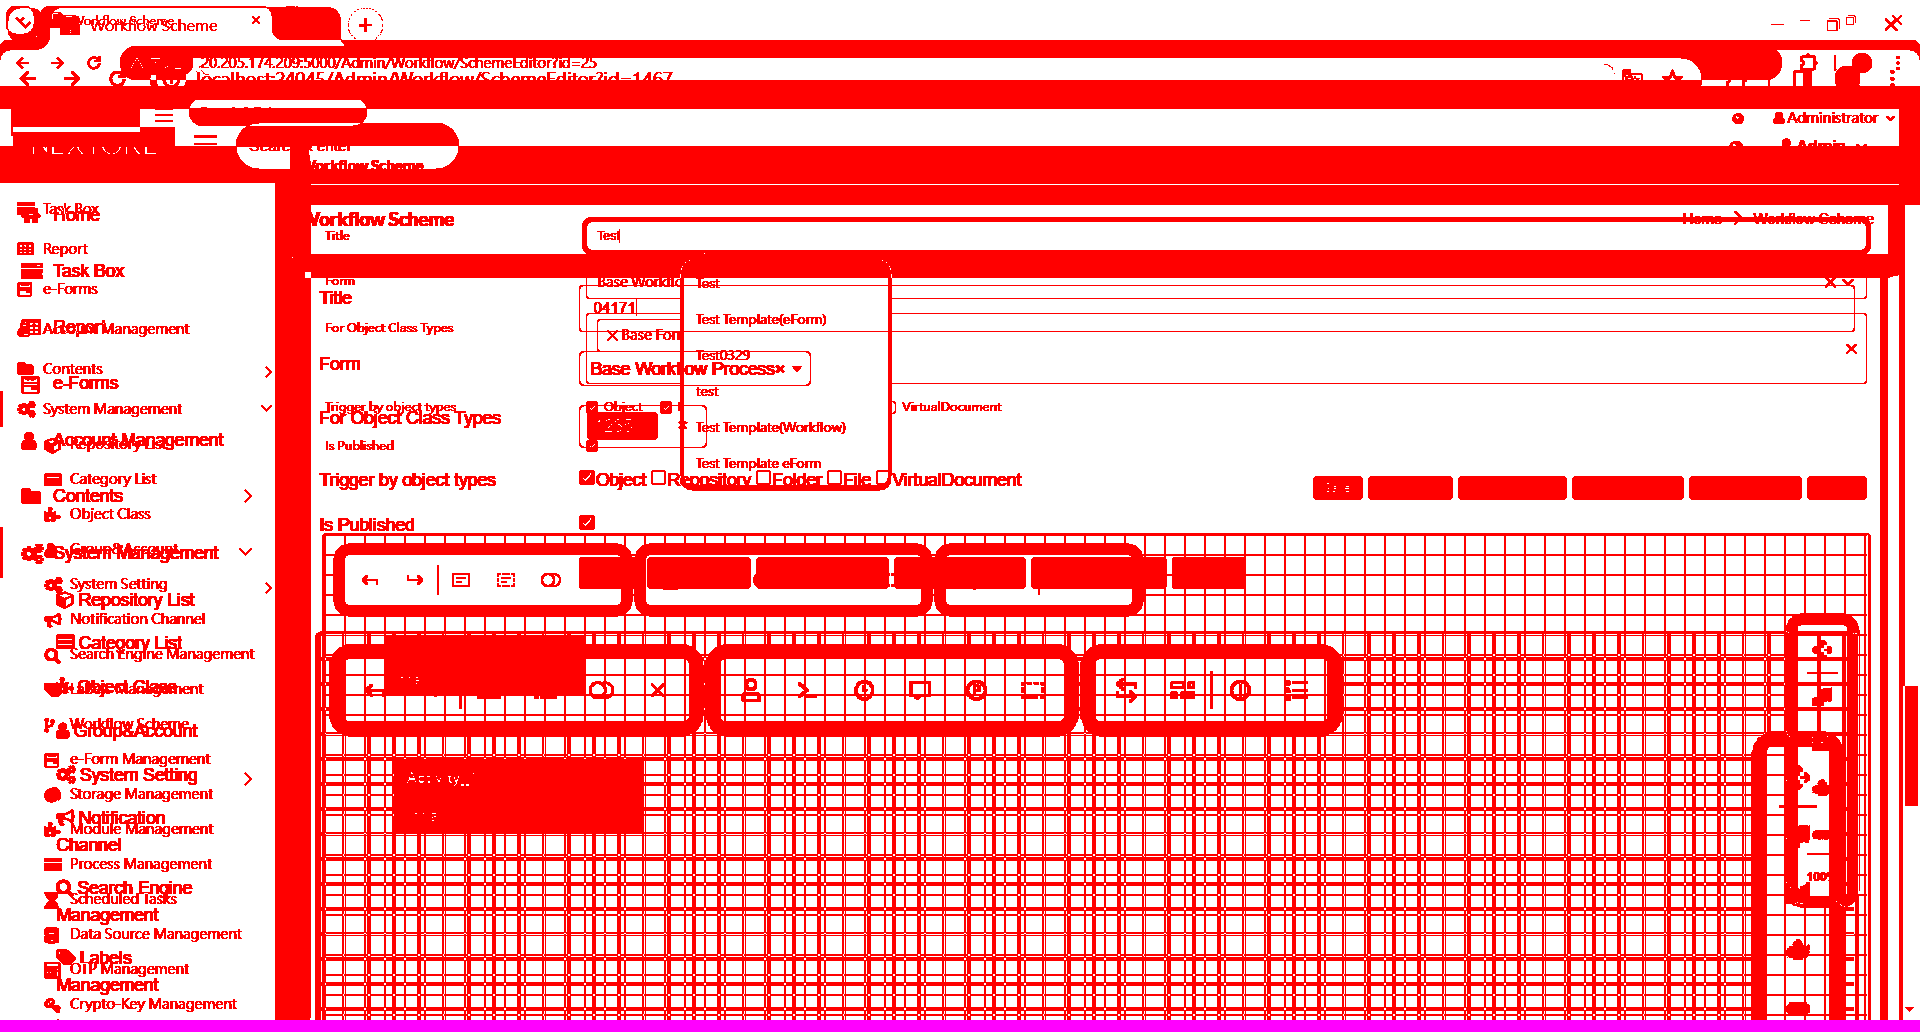 Workflow Scheme
Workflow Scheme
20.205.174.209:5000/Admin/Workflow/SchemeEditor?id=25
localhost:24045/Admin/Workflow/SchemeEditor?id=1467
Administrator
Admin
Workflow Scheme
Workflow Scheme
Home > Workflow Scheme
Task Box
Home
Report
Task Box
e-Forms
Report
Account Management
Contents
e-Forms
System Management
Account Management
Repository List
Category List
Contents
Object Class
Group&Account
System Management
System Setting
Repository List
Notification Channel
Category List
Search Engine Management
Object Class
Management
Workflow Scheme
Group&Account
e-Form Management
System Setting
Storage Management
Notification
Module Management
Channel
Process Management
Search Engine
Scheduled Tasks
Management
Data Source Management
Labels
OTP Management
Management
Crypto-Key Management
Title
Test
Form
Base Workflo
Title
04171
For Object Class Types
Base For
Form
Base Workflow Process
Trigger by object types
Object
VirtualDocument
For Object Class Types
Is Published
Trigger by object types
Object Repository Folder File VirtualDocument
Is Published
Test
Test Template(eForm)
Test0329
test
Test Template(Workflow)
Test Template eForm
Activity_
100%